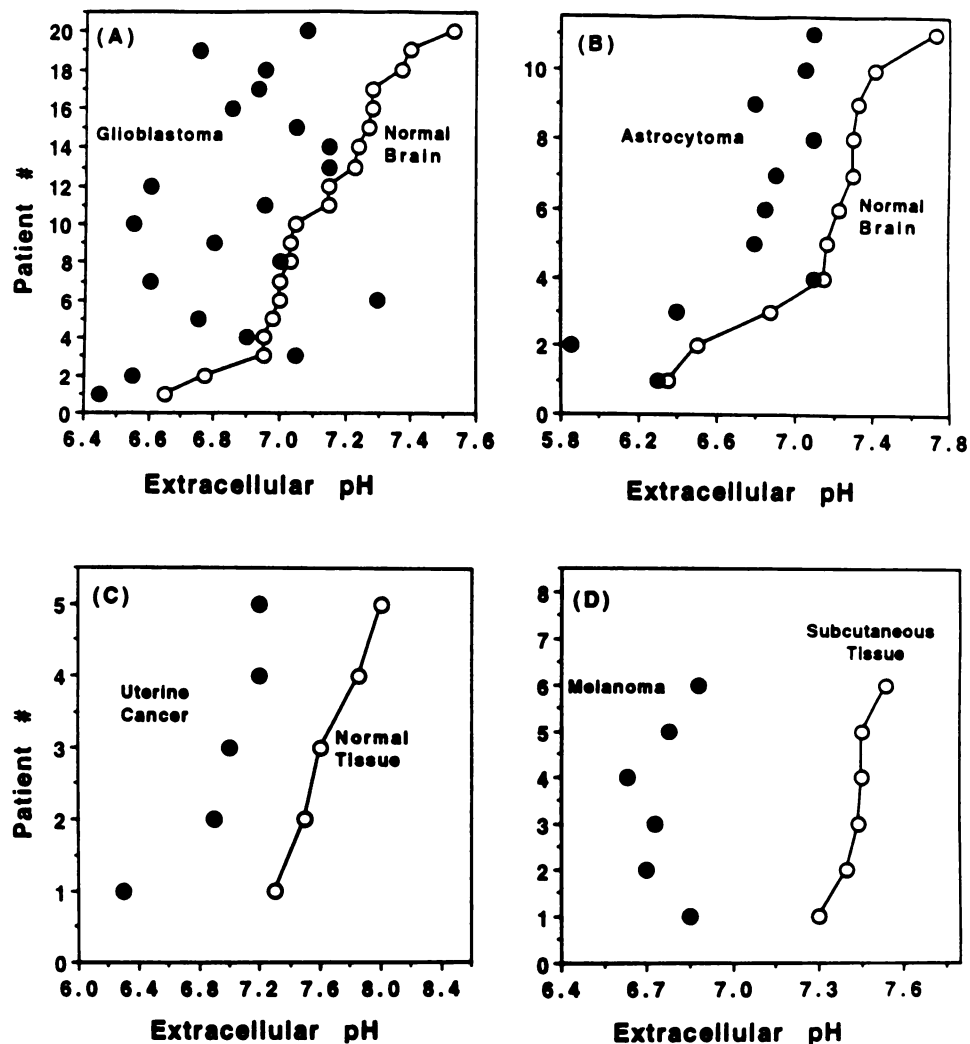 (A)
20
18
16
14
12
10
8
6
4
2
0
Patient #
Glioblastoma
Normal
Brain
6.4 6.6 6.8 7.0 7.2 7.4 7.6
Extracellular pH
(B)
10
8
6
4
2
0
Astrocytoma
Normal
Brain
5.8 6.2 6.6 7.0 7.4 7.8
Extracellular pH
(C)
5
4
3
2
1
0
Patient #
Uterine
Cancer
Normal
Tissue
6.0 6.4 6.8 7.2 7.6 8.0 8.4
Extracellular pH
(D)
8
7
6
5
4
3
2
1
0
Subcutaneous
Tissue
Melanoma
6.4 6.7 7.0 7.3 7.6
Extracellular pH